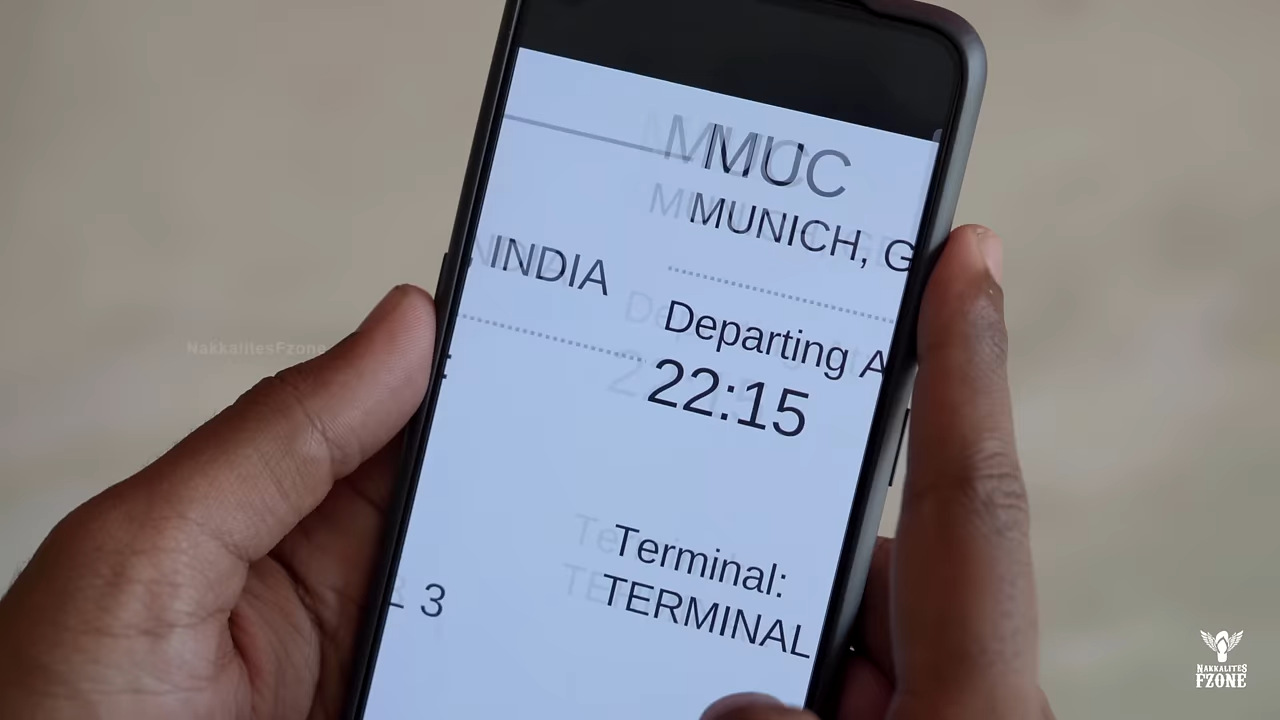 MUC
MUNICH, G
INDIA
Departing A
22:15
Terminal:
TERMINAL
3
NakkalitesFzone
NAKKALITES
FZONE